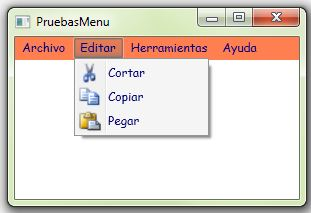 PruebasMenu
Archivo Editar Herramientas Ayuda
Cortar
Copiar
Pegar